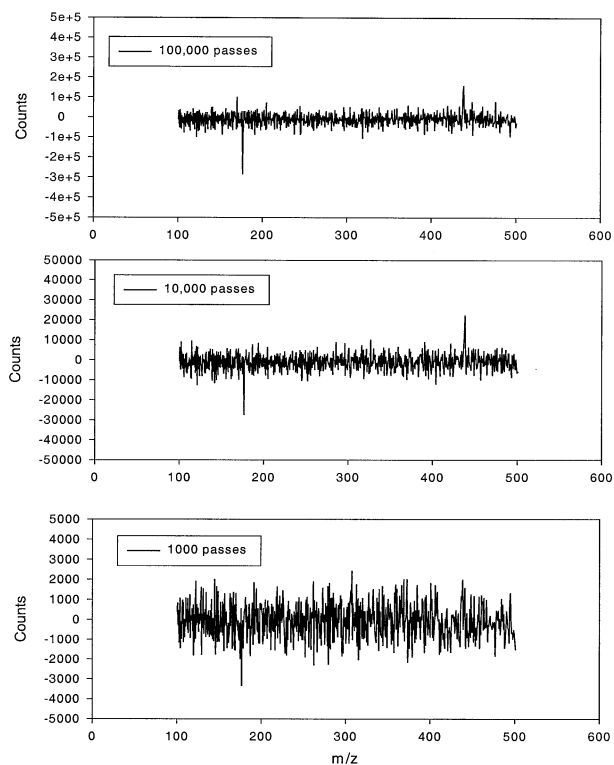 5e+5
4e+5
3e+5
2e+5
1e+5
0
-1e+5
-2e+5
-3e+5
-4e+5
-5e+5
Counts
100,000 passes
0 100 200 300 400 500 600
50000
40000
30000
20000
10000
0
-10000
-20000
-30000
-40000
-50000
Counts
10,000 passes
0 100 200 300 400 500 600
5000
4000
3000
2000
1000
0
-1000
-2000
-3000
-4000
-5000
Counts
1000 passes
0 100 200 300 400 500 600
m/z